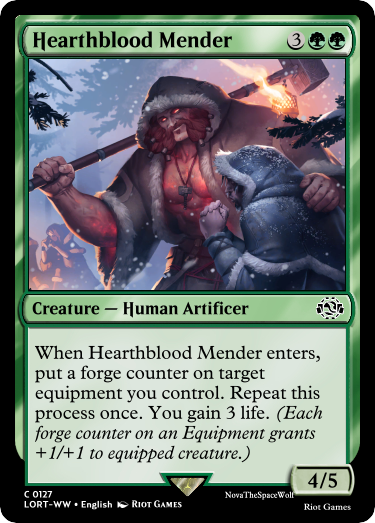 Hearthblood Mender 3
Creature — Human Artificer
When Hearthblood Mender enters,
put a forge counter on target
equipment you control. Repeat this
process once. You gain 3 life. (Each
forge counter on an Equipment grants
+1/+1 to equipped creature.)
4/5
C 0127 NovaTheSpaceWolf
LORT-WW • English Riot Games Riot Games